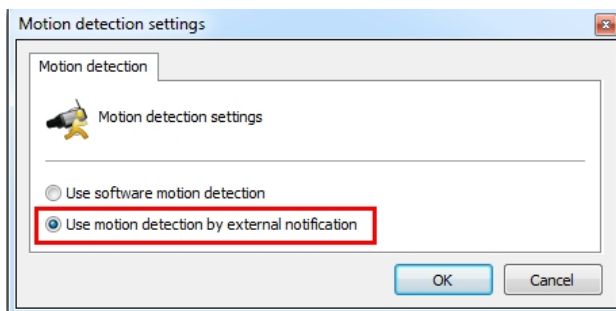 Motion detection settings
Motion detection
Motion detection settings
Use software motion detection
Use motion detection by external notification
OK
Cancel